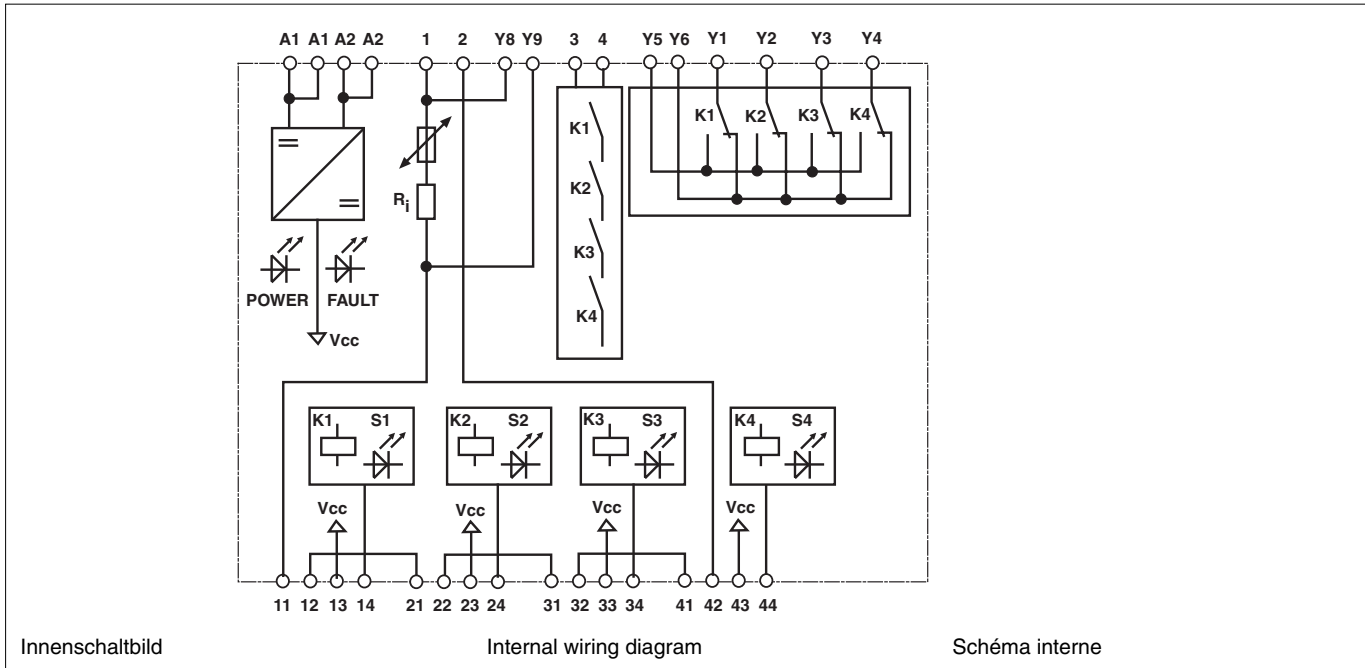 A1 A1 A2 A2 1 2 Y8 Y9 3 4 Y5 Y6 Y1 Y2 Y3 Y4
K1 K2 K3 K4
K1
K2
Ri
K3
POWER FAULT
K4
Vcc
K1 S1 K2 S2 K3 S3 K4 S4
Vcc Vcc Vcc Vcc
11 12 13 14 21 22 23 24 31 32 33 34 41 42 43 44
Innenschaltbild Internal wiring diagram Schéma interne